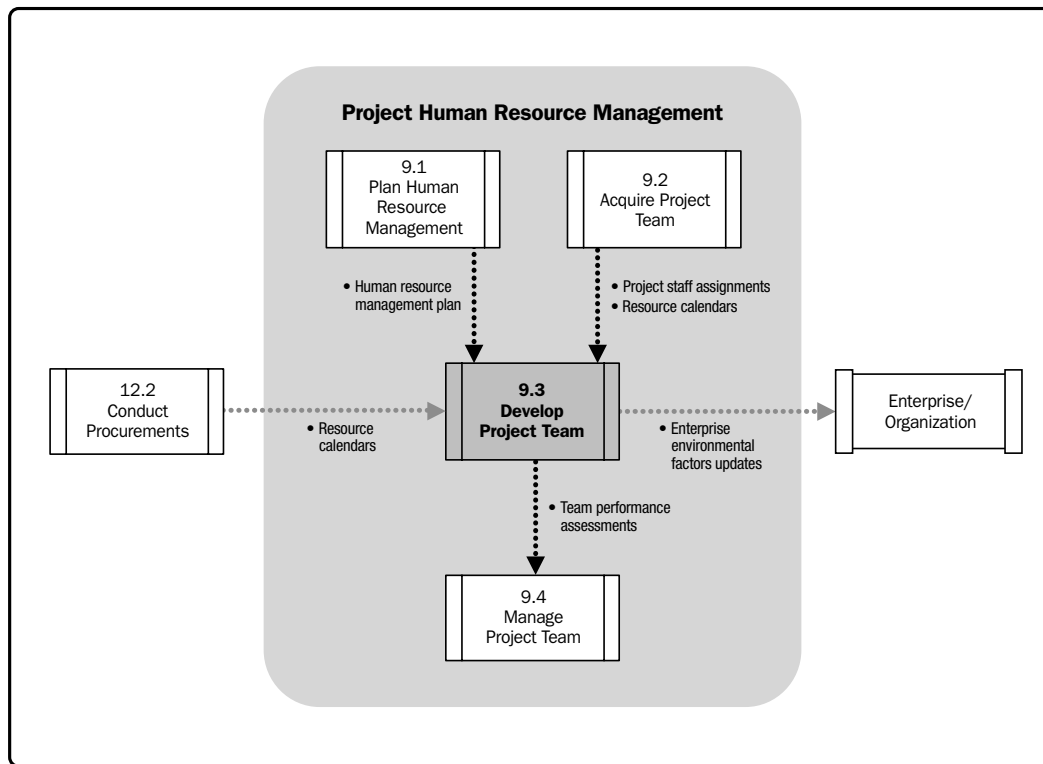 Project Human Resource Management
9.1
Plan Human
Resource
Management
9.2
Acquire Project
Team
• Human resource
management plan
• Project staff assignments
• Resource calendars
12.2
Conduct
Procurements
• Resource
calendars
9.3
Develop
Project Team
• Enterprise
environmental
factors updates
Enterprise/
Organization
• Team performance
assessments
9.4
Manage
Project Team